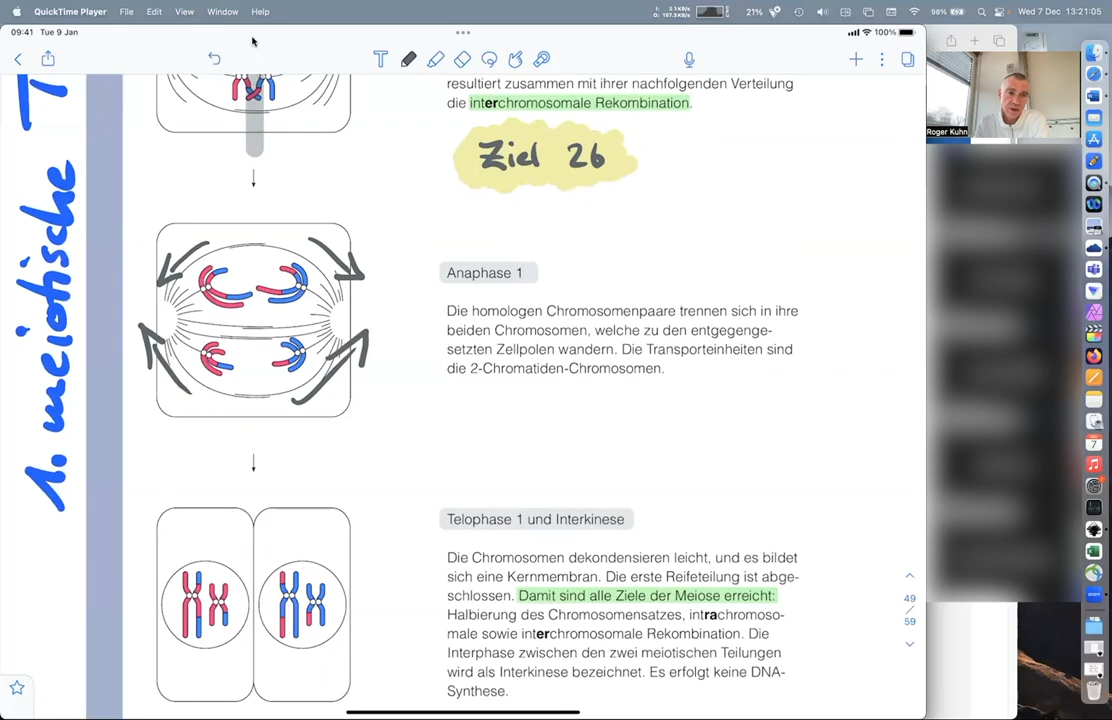 QuickTime Player File Edit View Window Help
21% 98% Wed 7 Dec 13:21:05
09:41 Tue 9 Jan 100%
Roger Kuhn
1. meiotische T
resultiert zusammen mit ihrer nachfolgenden Verteilung
die interchromosomale Rekombination.
Ziel 26
Anaphase 1
Die homologen Chromosomenpaare trennen sich in ihre
beiden Chromosomen, welche zu den entgegenge-
setzten Zellpolen wandern. Die Transporteinheiten sind
die 2-Chromatiden-Chromosomen.
Telophase 1 und Interkinese
Die Chromosomen dekondensieren leicht, und es bildet
sich eine Kernmembran. Die erste Reifeteilung ist abge-
schlossen. Damit sind alle Ziele der Meiose erreicht:
Halbierung des Chromosomensatzes, intrachromoso-
male sowie interchromosomale Rekombination. Die
Interphase zwischen den zwei meiotischen Teilungen
wird als Interkinese bezeichnet. Es erfolgt keine DNA-
Synthese.
49
/
59